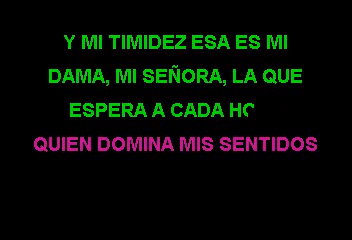 Y MI TIMIDEZ ESA ES MI
DAMA, MI SEÑORA, LA QUE
ESPERA A CADA
QUIEN DOMINA MIS SENTIDOS